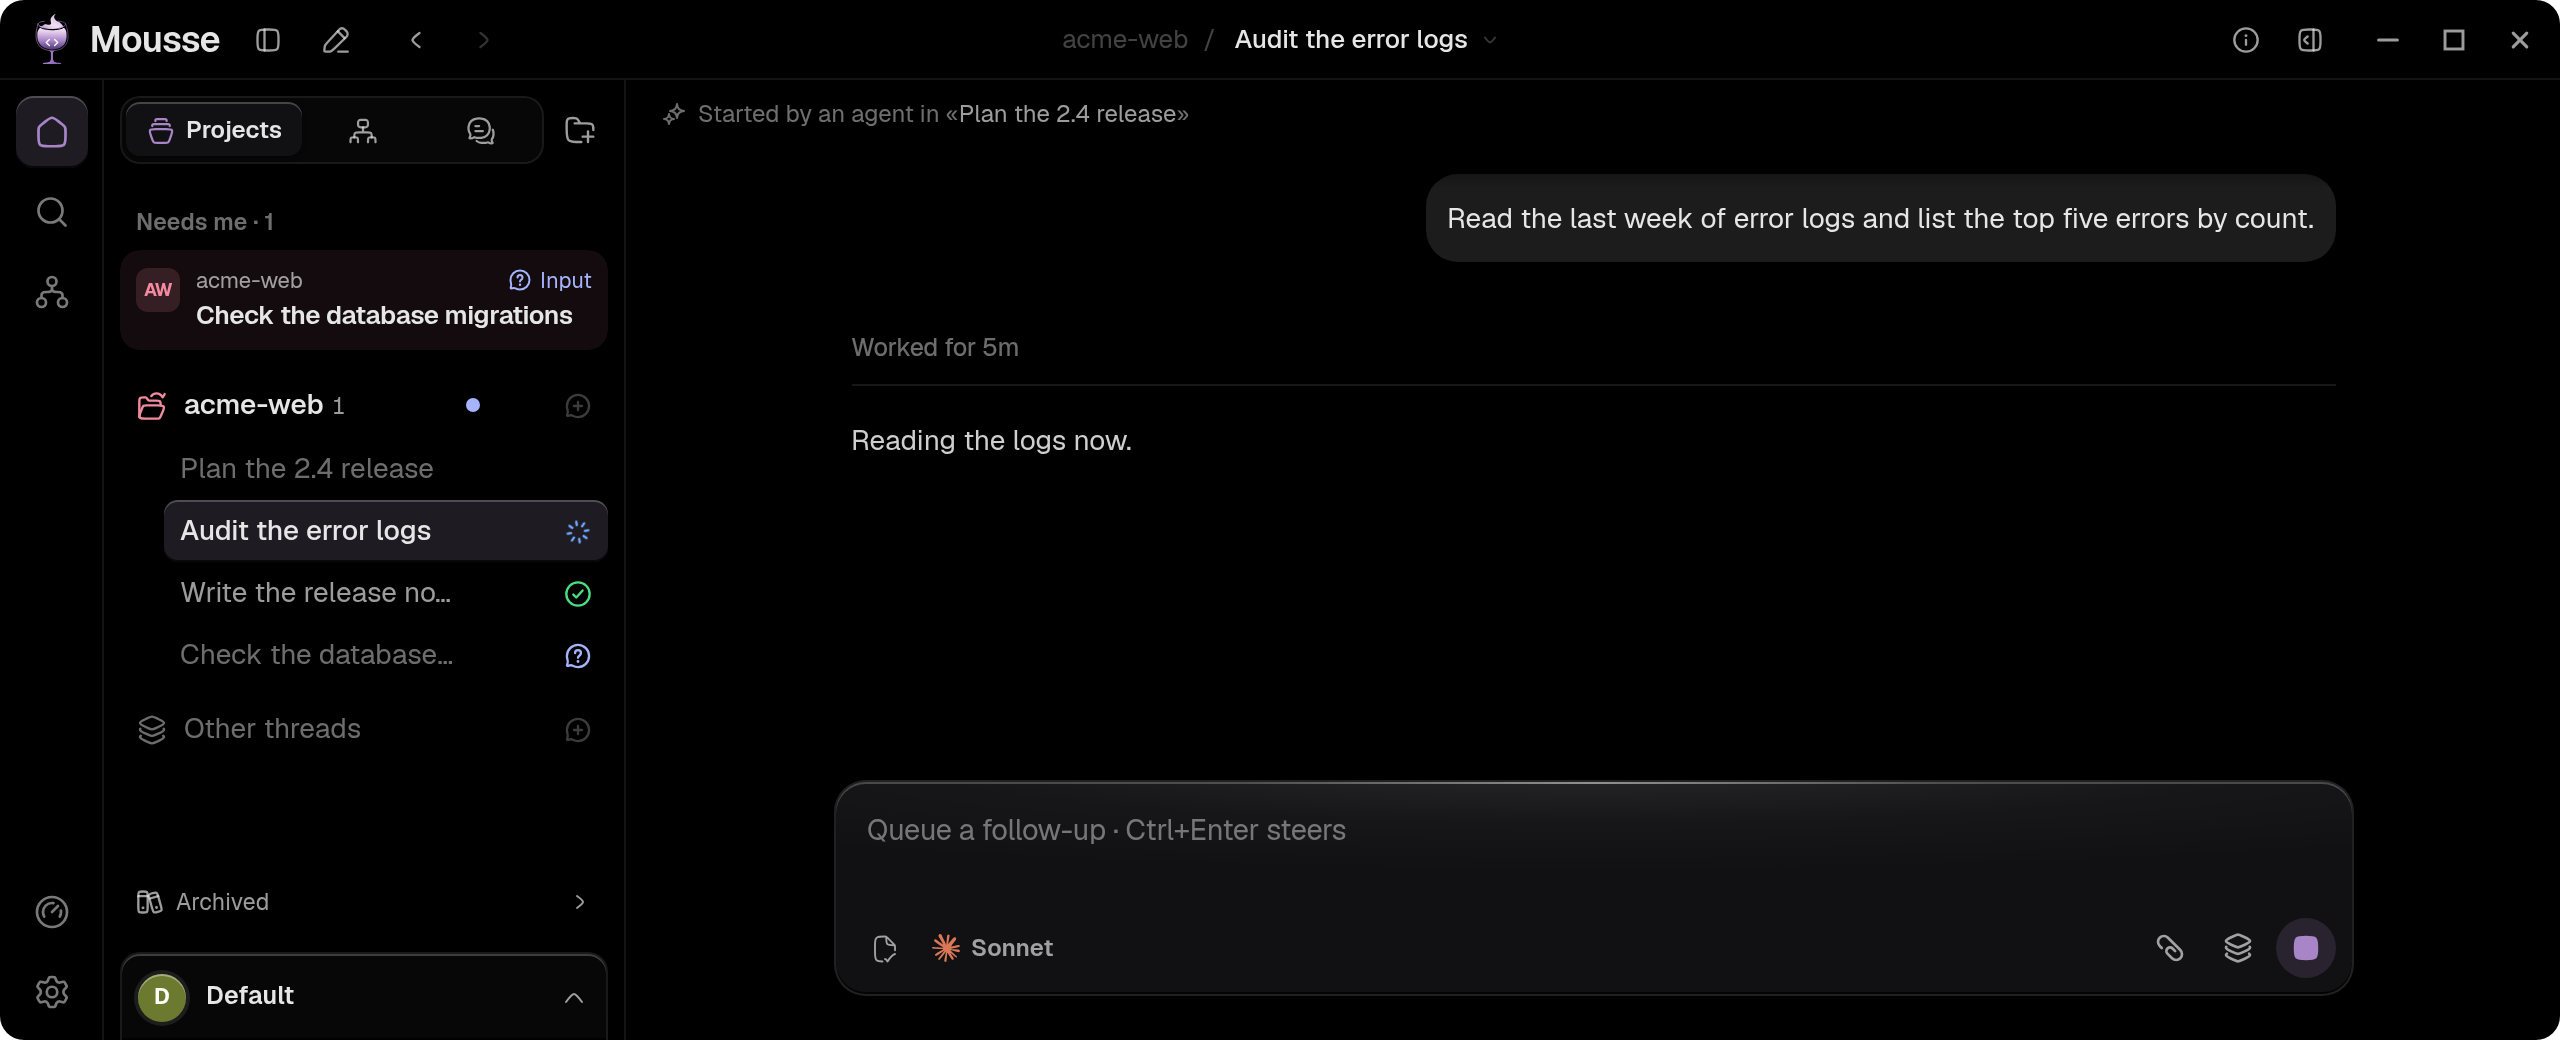 Mousse
acme-web / Audit the error logs
Projects
Started by an agent in «Plan the 2.4 release»
Needs me · 1
AW
acme-web
Input
Check the database migrations
acme-web 1
Plan the 2.4 release
Audit the error logs
Write the release no…
Check the database…
Other threads
Archived
D
Default
Read the last week of error logs and list the top five errors by count.
Worked for 5m
Reading the logs now.
Queue a follow-up · Ctrl+Enter steers
Sonnet